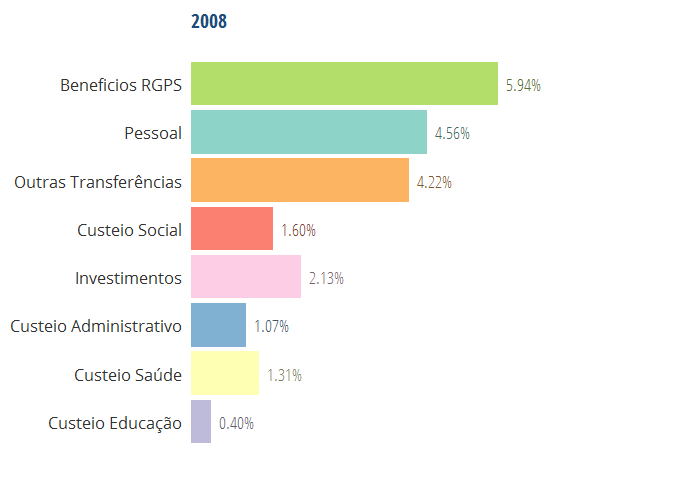 2008
Beneficios RGPS 5.94%
Pessoal 4.56%
Outras Transferências 4.22%
Custeio Social 1.60%
Investimentos 2.13%
Custeio Administrativo 1.07%
Custeio Saúde 1.31%
Custeio Educação 0.40%